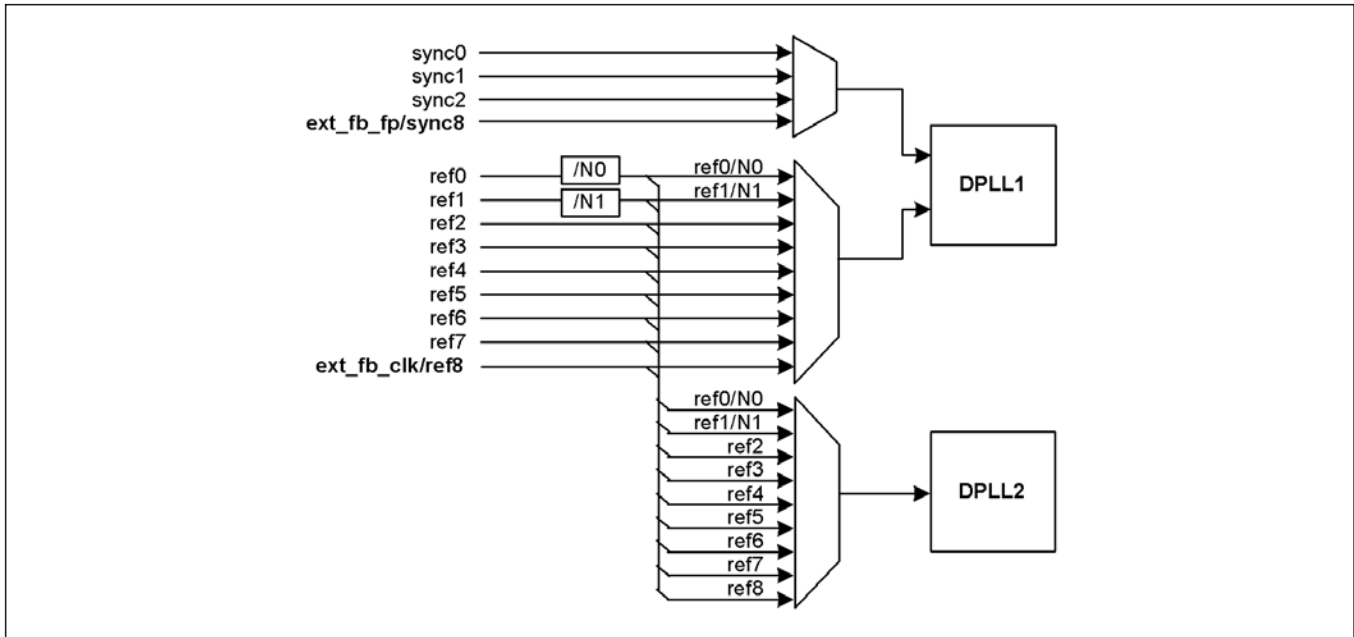 sync0
sync1
sync2
ext_fb_fp/sync8
DPLL1
ref0
/N0
ref0/N0
ref1
/N1
ref1/N1
ref2
ref3
ref4
ref5
ref6
ref7
ext_fb_clk/ref8
ref0/N0
ref1/N1
ref2
ref3
ref4
ref5
ref6
ref7
ref8
DPLL2